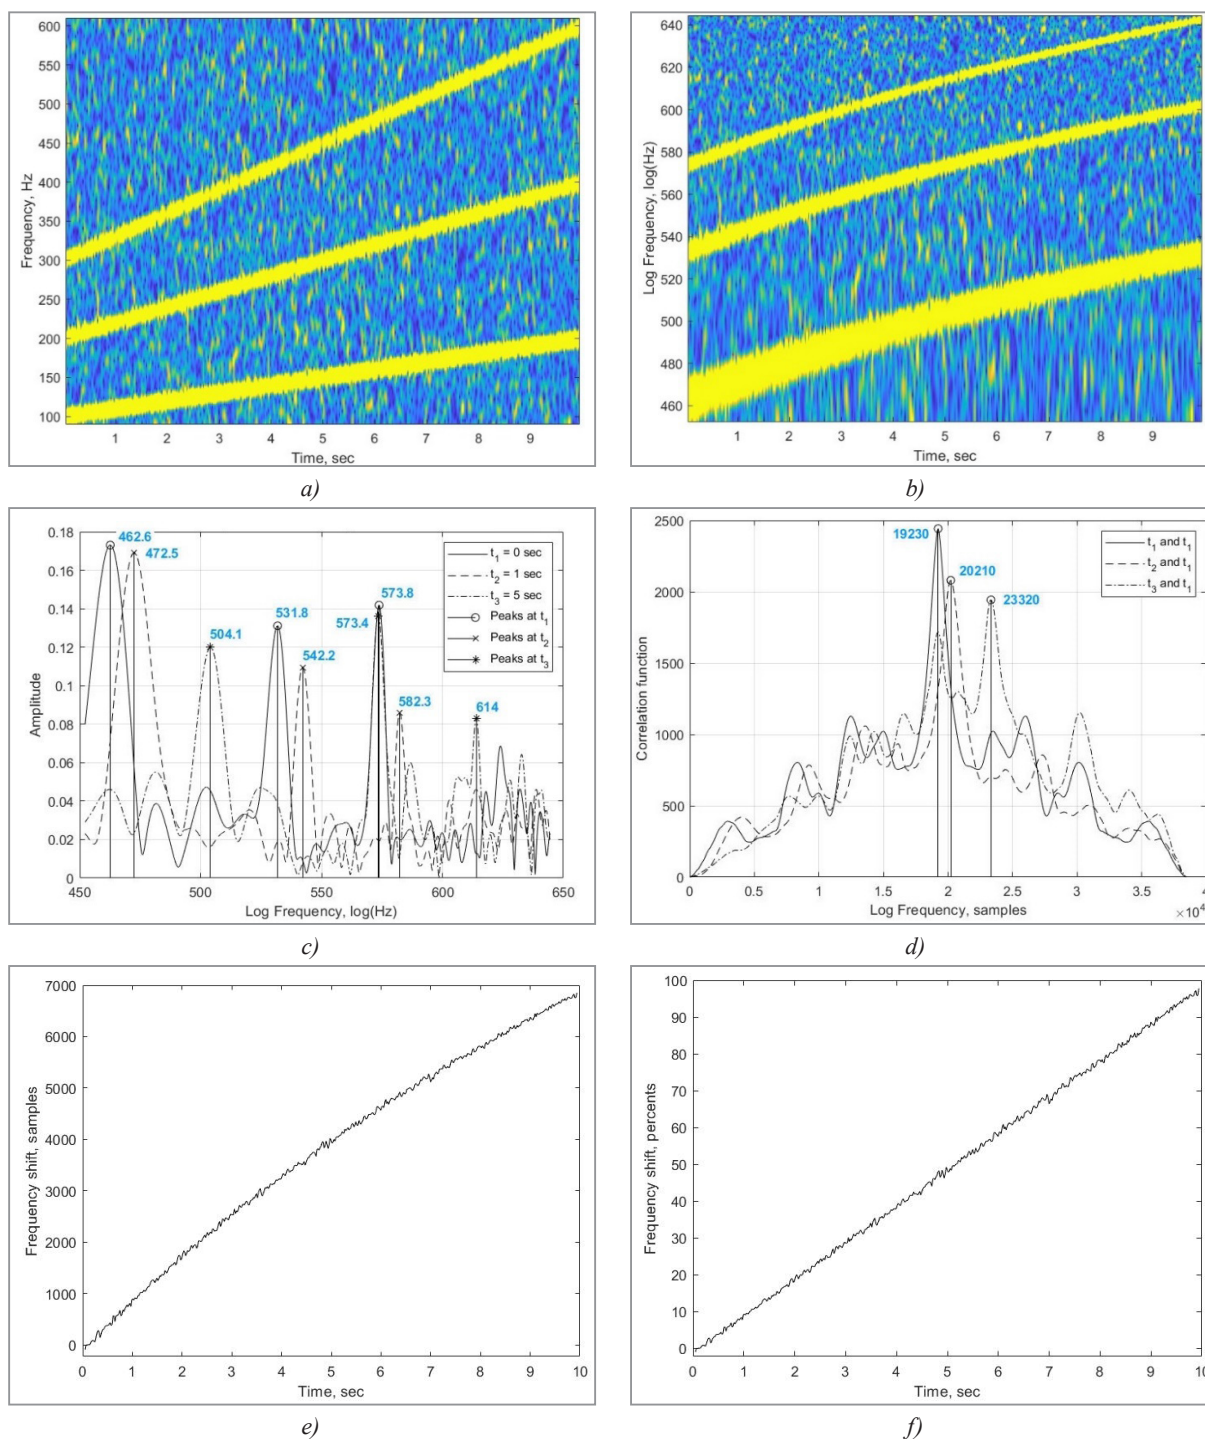 600
550
500
450
400
350
300
250
200
150
100
Frequency, Hz
1 2 3 4 5 6 7 8 9
Time, sec
a)
640
620
600
580
560
540
520
500
480
460
Log Frequency, log(Hz)
1 2 3 4 5 6 7 8 9
Time, sec
b)
0.18
0.16
0.14
0.12
0.1
0.08
0.06
0.04
0.02
0
Amplitude
462.6
472.5
504.1
531.8
542.2
573.8
573.4
582.3
614
t1 = 0 sec
t2 = 1 sec
t3 = 5 sec
Peaks at t1
Peaks at t2
Peaks at t3
450 500 550 600 650
Log Frequency, log(Hz)
c)
2500
2000
1500
1000
500
0
Correlation function
19230
20210
23320
t1 and t1
t2 and t1
t3 and t1
0 0.5 1 1.5 2 2.5 3 3.5 40
Log Frequency, samples
×10^4
d)
7000
6000
5000
4000
3000
2000
1000
0
Frequency shift, samples
0 1 2 3 4 5 6 7 8 9 10
Time, sec
e)
100
90
80
70
60
50
40
30
20
10
0
Frequency shift, percents
0 1 2 3 4 5 6 7 8 9 10
Time, sec
f)